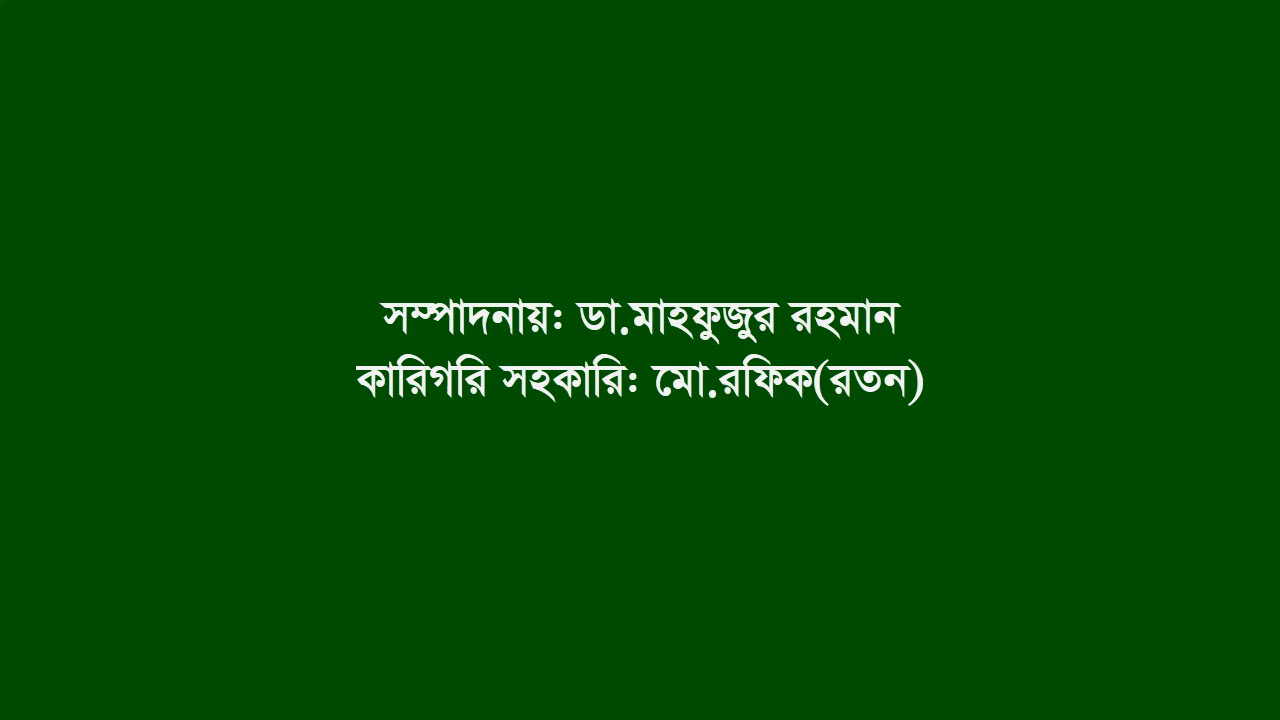 সম্পাদনায়ঃ ডা.মাহফুজুর রহমান
কারিগরি সহকারিঃ মো.রফিক(রতন)